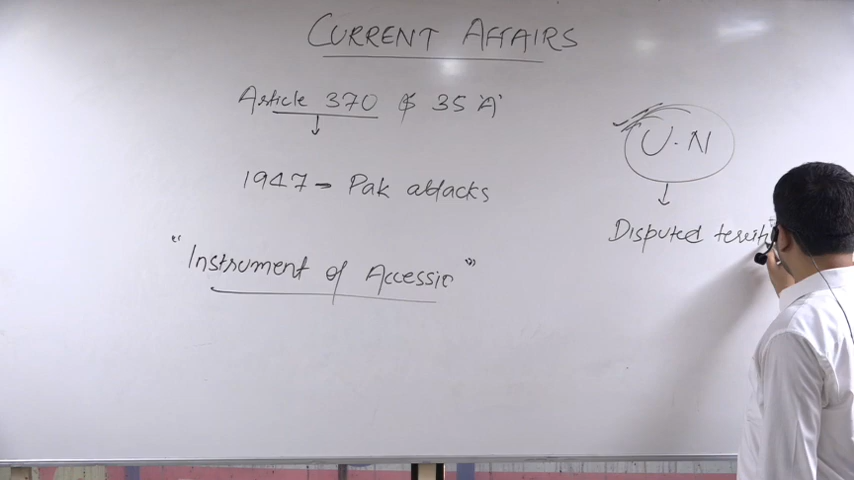 CURRENT AFFAIRS
Article 370 & 35 'A'
1947 - Pak attacks
"Instrument of Accessio"
U.N
Disputed territ